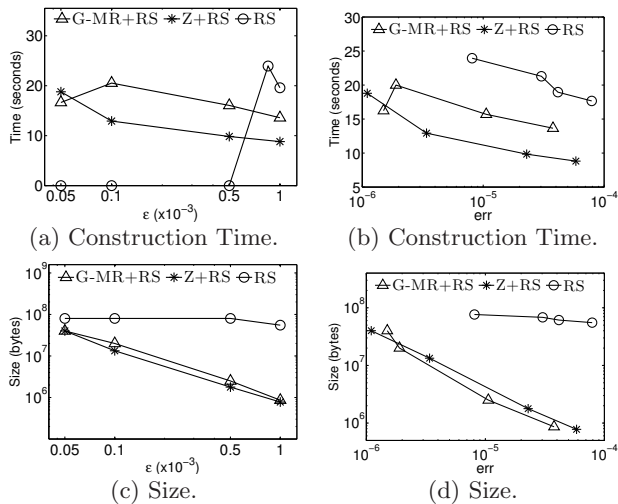 G-MR+RS Z+RS RS
30
20
10
0
Time (seconds)
0.05 0.1 0.5 1
ε (x10⁻³)
(a) Construction Time.
G-MR+RS Z+RS RS
30
25
20
15
10
5
Time (seconds)
10⁻⁶ 10⁻⁵ 10⁻⁴
err
(b) Construction Time.
G-MR+RS Z+RS RS
10⁹
10⁸
10⁷
10⁶
Size (bytes)
0.05 0.1 0.5 1
ε (x10⁻³)
(c) Size.
G-MR+RS Z+RS RS
10⁸
10⁷
10⁶
Size (bytes)
10⁻⁶ 10⁻⁵ 10⁻⁴
err
(d) Size.